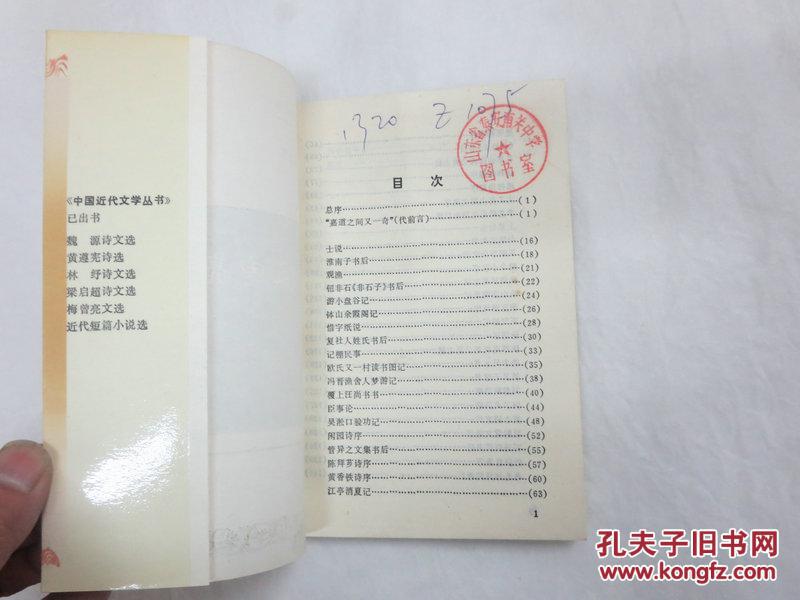 《中国近代文学丛书》
已出书
魏　源诗文选
黄遵宪诗选
林　纾诗文选
梁启超诗文选
梅曾亮文选
近代短篇小说选
1320 Z1075
图书室
目 次
总序……(1)
“嘉道之间又一奇”(代前言)……(1)
士说……(16)
淮南子书后……(18)
观渔……(21)
钮非石《非石子》书后……(22)
游小盘谷记……(24)
钵山余霞阁记……(26)
惜字纸说……(28)
复社人姓氏书后……(30)
记棚民事……(33)
欧氏又一村读书图记……(35)
冯晋渔舍人梦游记……(38)
覆上汪尚书书……(40)
臣事论……(44)
吴淞口验功记……(48)
闲园诗序……(52)
管异之文集书后……(55)
陈拜芗诗序……(57)
黄香铁诗序……(60)
江亭消夏记……(63)
1
孔夫子旧书网
www.kongfz.com